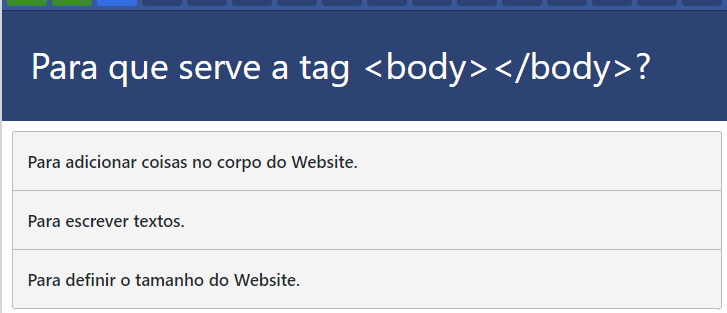 Para que serve a tag <body></body>?
Para adicionar coisas no corpo do Website.
Para escrever textos.
Para definir o tamanho do Website.